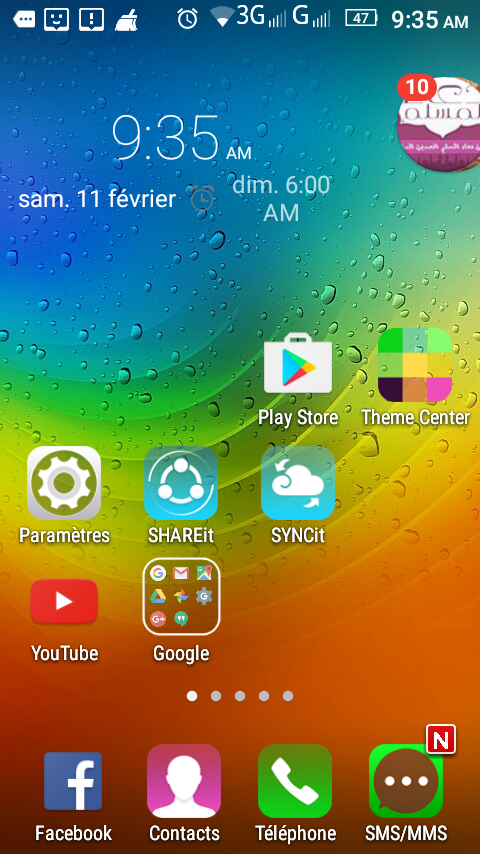 3G G 47 9:35 AM
10
لمسلم
9:35 AM
sam. 11 février
dim. 6:00
AM
Play Store Theme Center
Paramètres SHAREit SYNCit
YouTube Google
N
Facebook Contacts Téléphone SMS/MMS